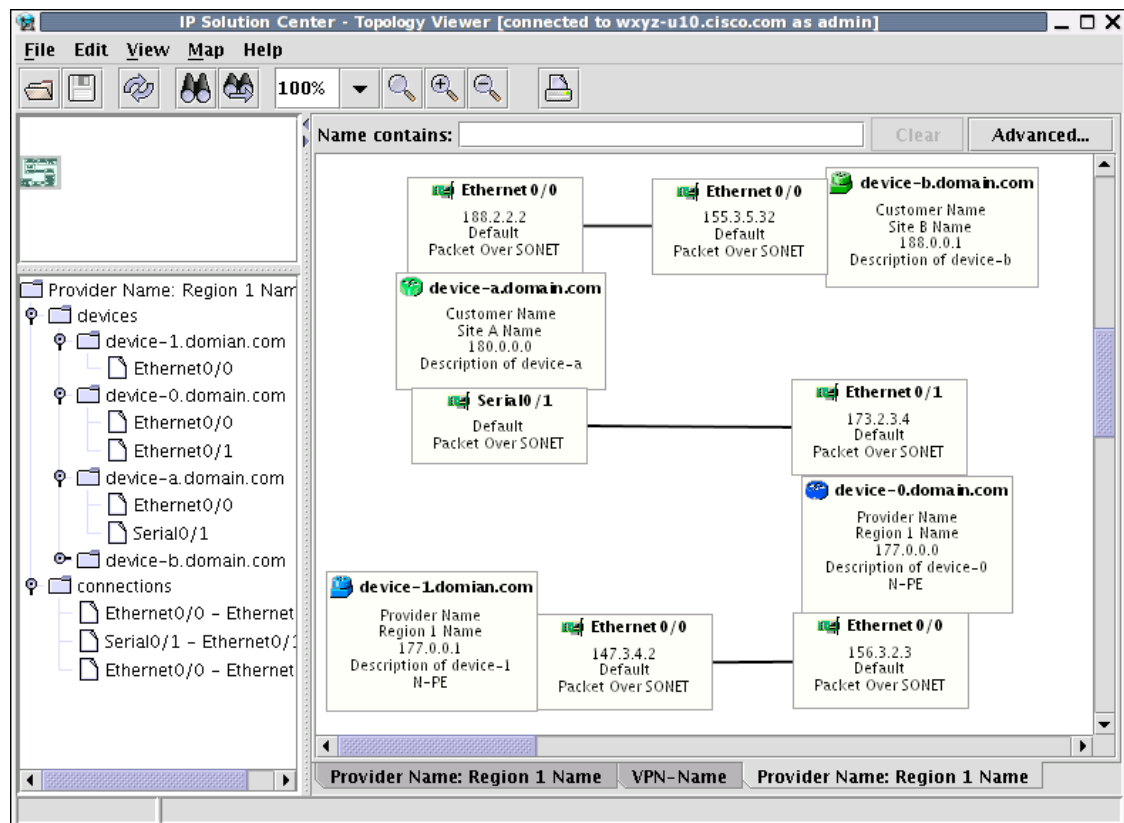 IP Solution Center - Topology Viewer [connected to wxyz-u10.cisco.com as admin]
File Edit View Map Help
100%
Name contains:
Clear
Advanced...
Provider Name: Region 1 Nam
devices
device-1.domian.com
Ethernet0/0
device-0.domain.com
Ethernet0/0
Ethernet0/1
device-a.domain.com
Ethernet0/0
Serial0/1
device-b.domain.com
connections
Ethernet0/0 - Ethernet
Serial0/1 - Ethernet0/1
Ethernet0/0 - Ethernet
Ethernet0/0
188.2.2.2
Default
Packet Over SONET
Ethernet0/0
155.3.5.32
Default
Packet Over SONET
device-b.domain.com
Customer Name
Site B Name
188.0.0.1
Description of device-b
device-a.domain.com
Customer Name
Site A Name
180.0.0.0
Description of device-a
Serial0/1
Default
Packet Over SONET
Ethernet0/1
173.2.3.4
Default
Packet Over SONET
device-0.domain.com
Provider Name
Region 1 Name
177.0.0.0
Description of device-0
N-PE
device-1.domian.com
Provider Name
Region 1 Name
177.0.0.1
Description of device-1
N-PE
Ethernet0/0
147.3.4.2
Default
Packet Over SONET
Ethernet0/0
156.3.2.3
Default
Packet Over SONET
Provider Name: Region 1 Name
VPN-Name
Provider Name: Region 1 Name